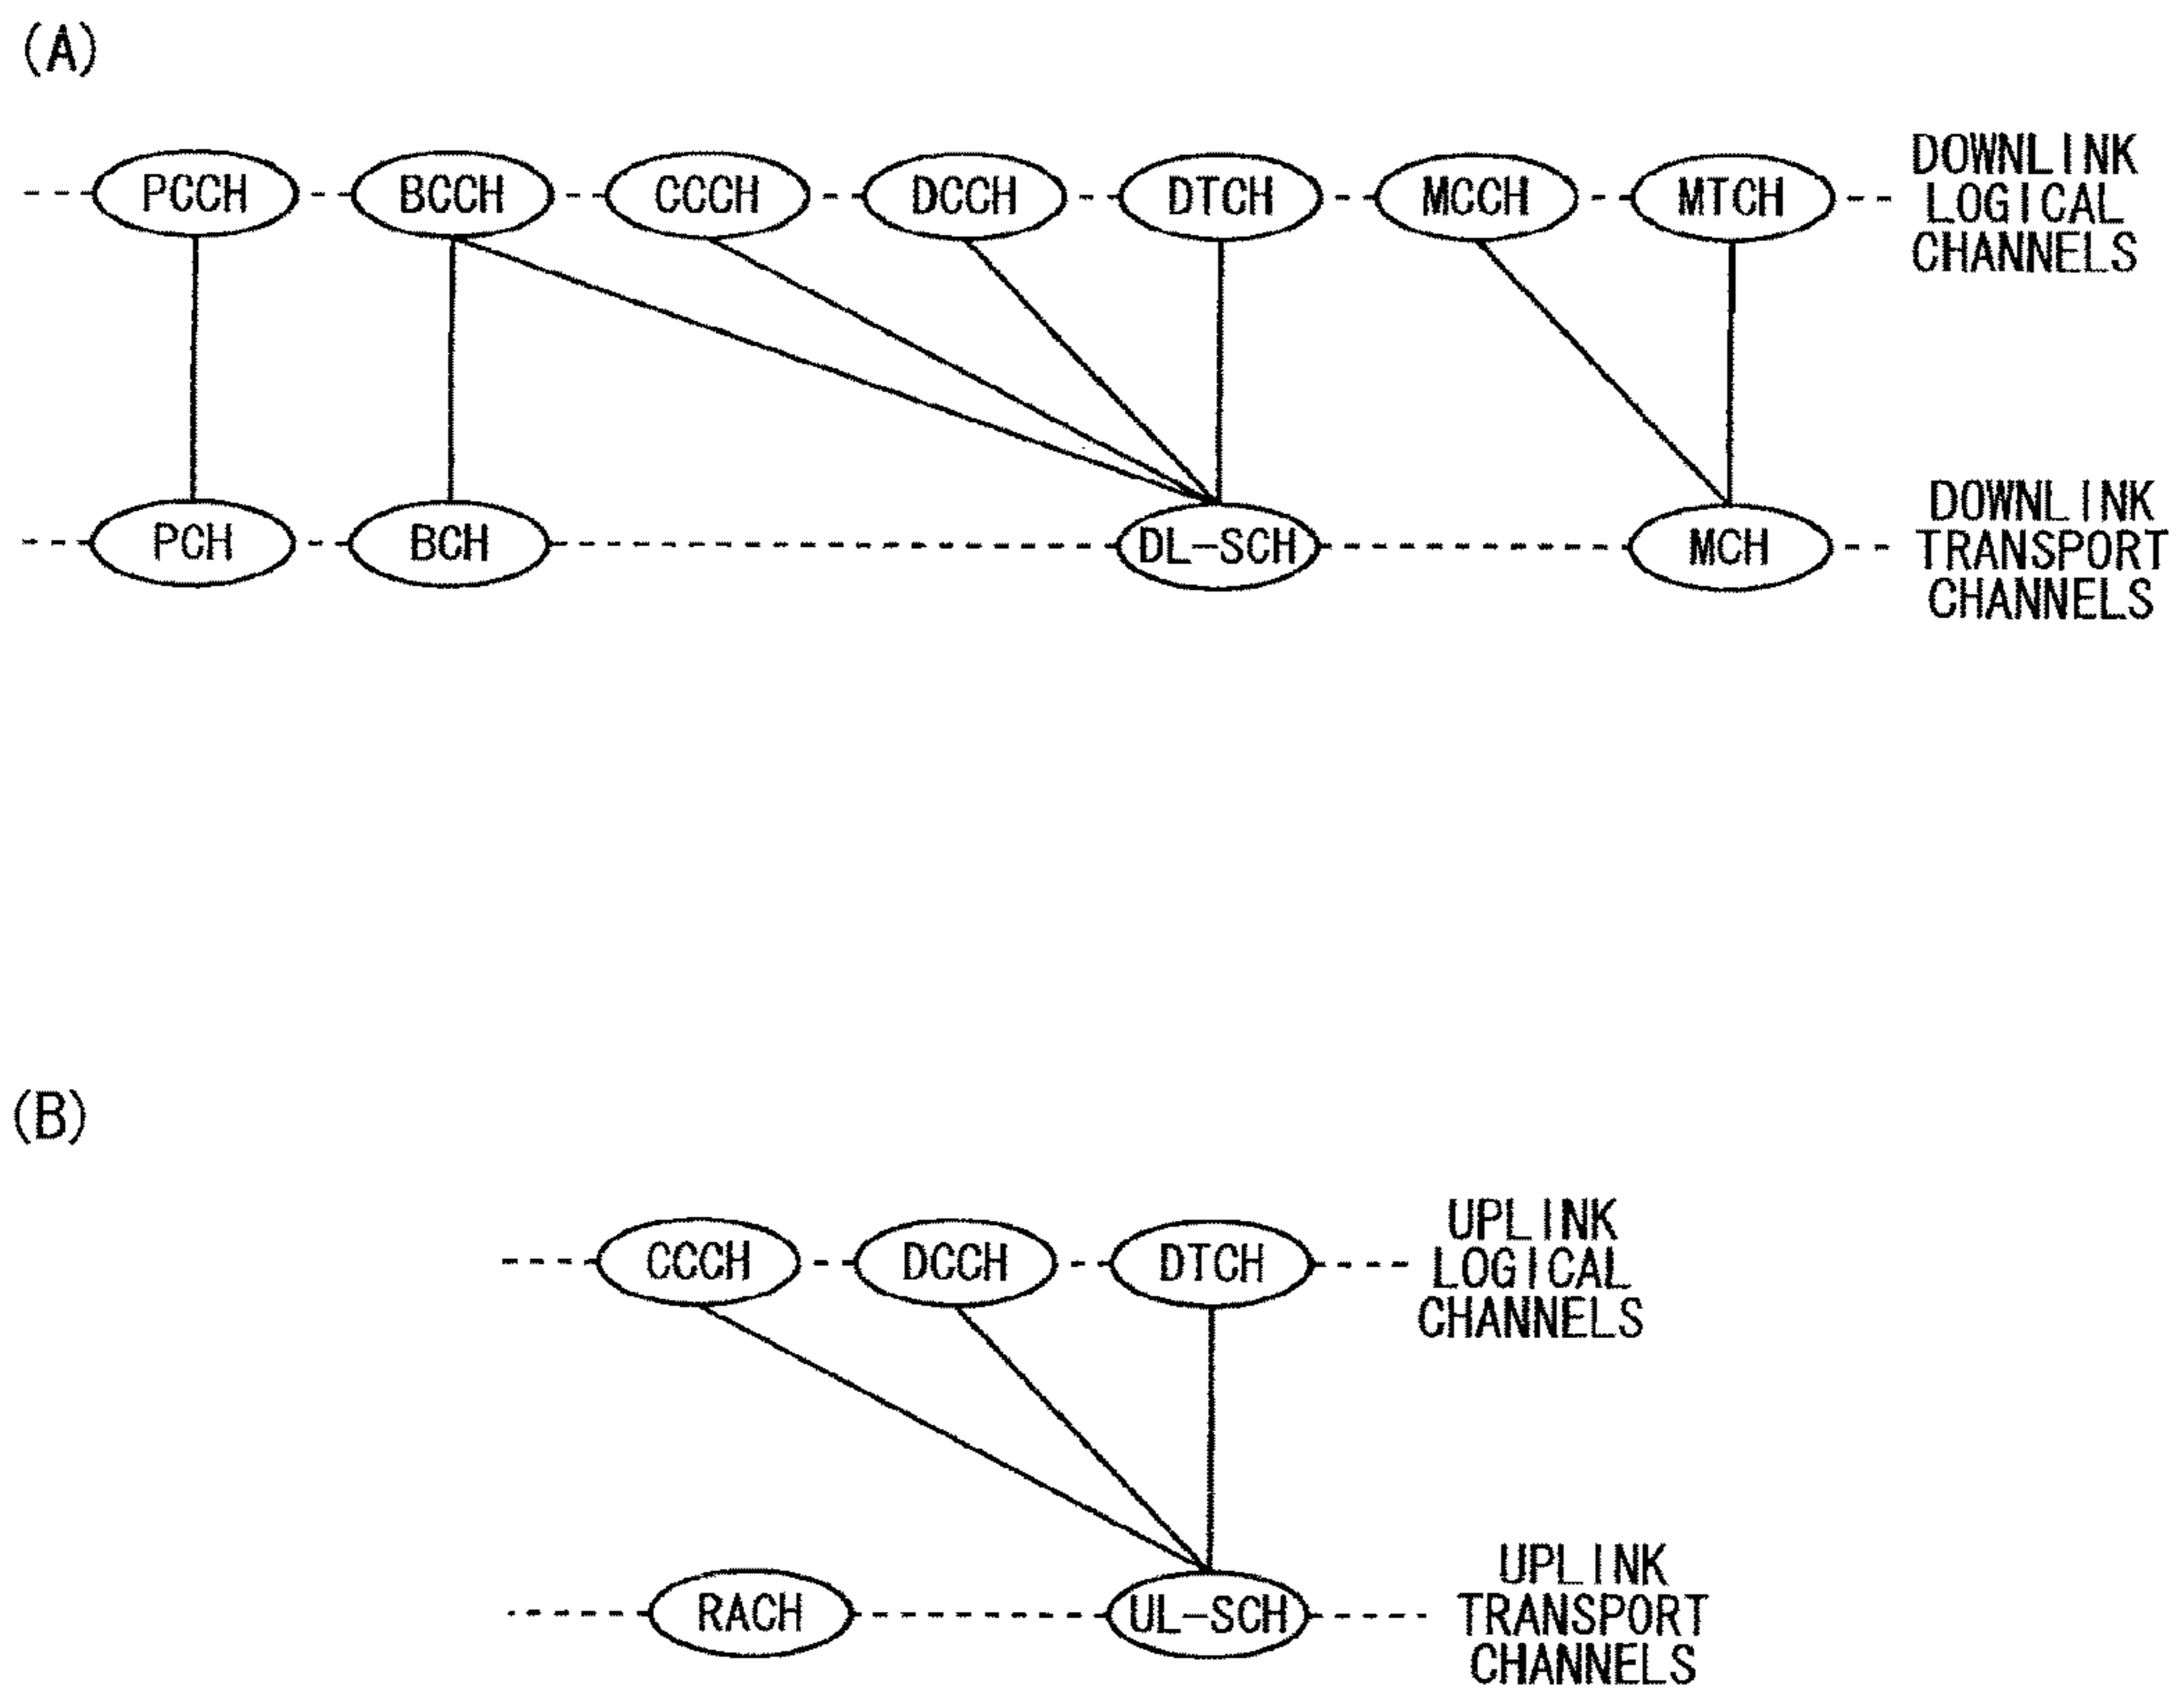 (A)
PCCH BCCH CCCH DCCH DTCH MCCH MTCH
DOWNLINK
LOGICAL
CHANNELS
PCH BCH DL-SCH MCH
DOWNLINK
TRANSPORT
CHANNELS
(B)
CCCH DCCH DTCH
UPLINK
LOGICAL
CHANNELS
RACH UL-SCH
UPLINK
TRANSPORT
CHANNELS